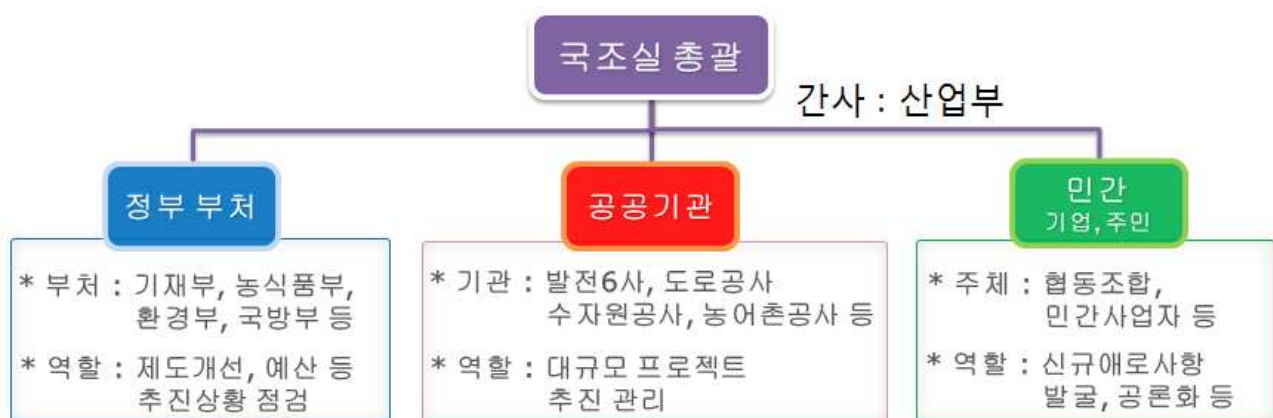 국조실 총괄
간사 : 산업부
정부 부처
* 부처 : 기재부, 농식품부,
환경부, 국방부 등
* 역할 : 제도개선, 예산 등
추진상황 점검
공공기관
* 기관 : 발전6사, 도로공사
수자원공사, 농어촌공사 등
* 역할 : 대규모 프로젝트
추진 관리
민간
기업, 주민
* 주체 : 협동조합,
민간사업자 등
* 역할 : 신규애로사항
발굴, 공론화 등